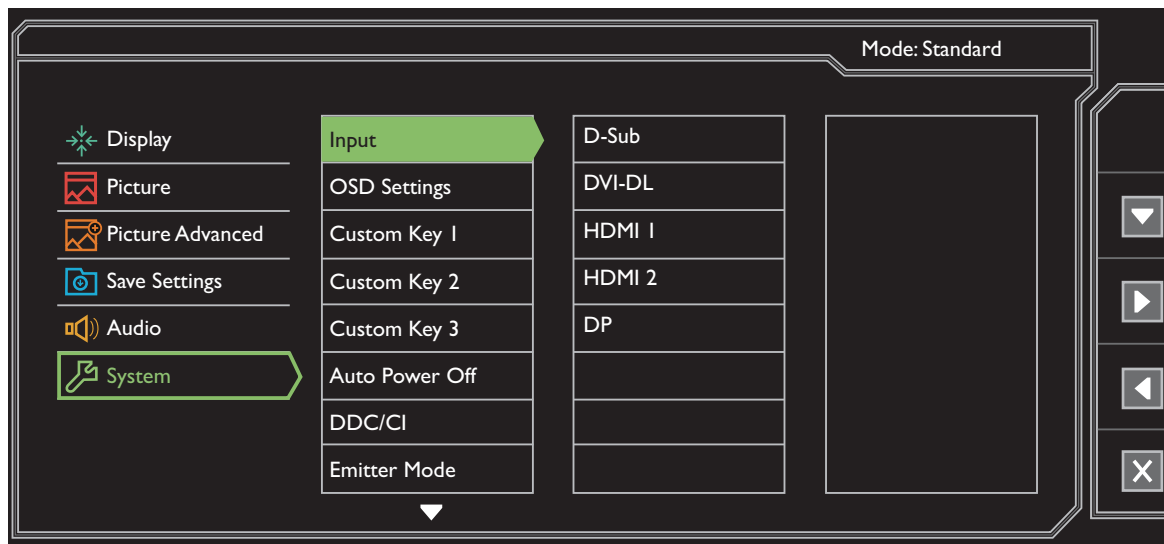 Mode: Standard
Display
Picture
Picture Advanced
Save Settings
Audio
System
Input
OSD Settings
Custom Key 1
Custom Key 2
Custom Key 3
Auto Power Off
DDC/CI
Emitter Mode
D-Sub
DVI-DL
HDMI 1
HDMI 2
DP